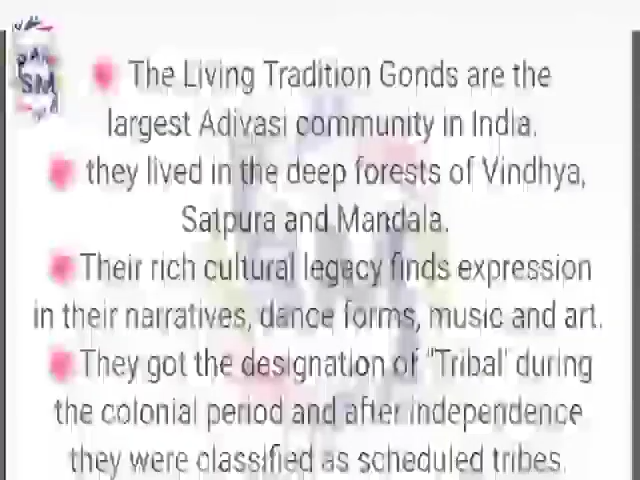 The Living Tradition Gonds are the
largest Adivasi community in India.
they lived in the deep forests of Vindhya,
Satpura and Mandala.
Their rich cultural legacy finds expression
in their narratives, dance forms, music and art.
They got the designation of "Tribal' during
the colonial period and after independence
they were classified as scheduled tribes.
SM